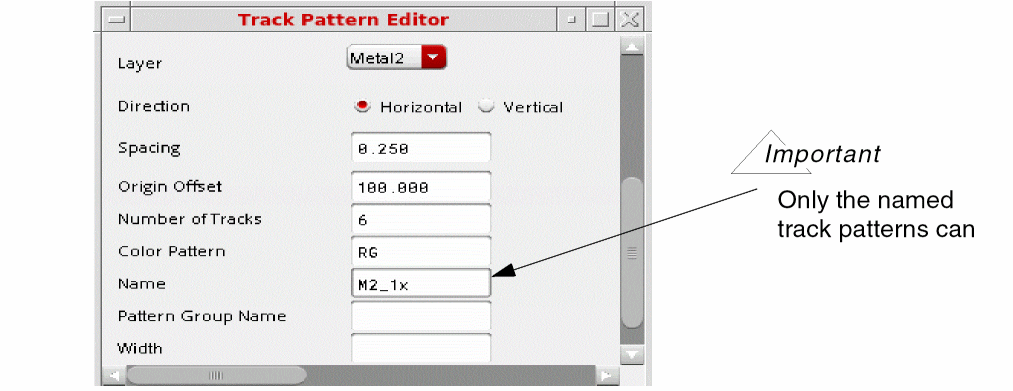 Track Pattern Editor
Layer Metal2
Direction Horizontal Vertical
Spacing 0.250
Origin Offset 100.000
Number of Tracks 6
Color Pattern RG
Name M2_1x
Pattern Group Name
Width
Important
Only the named
track patterns can